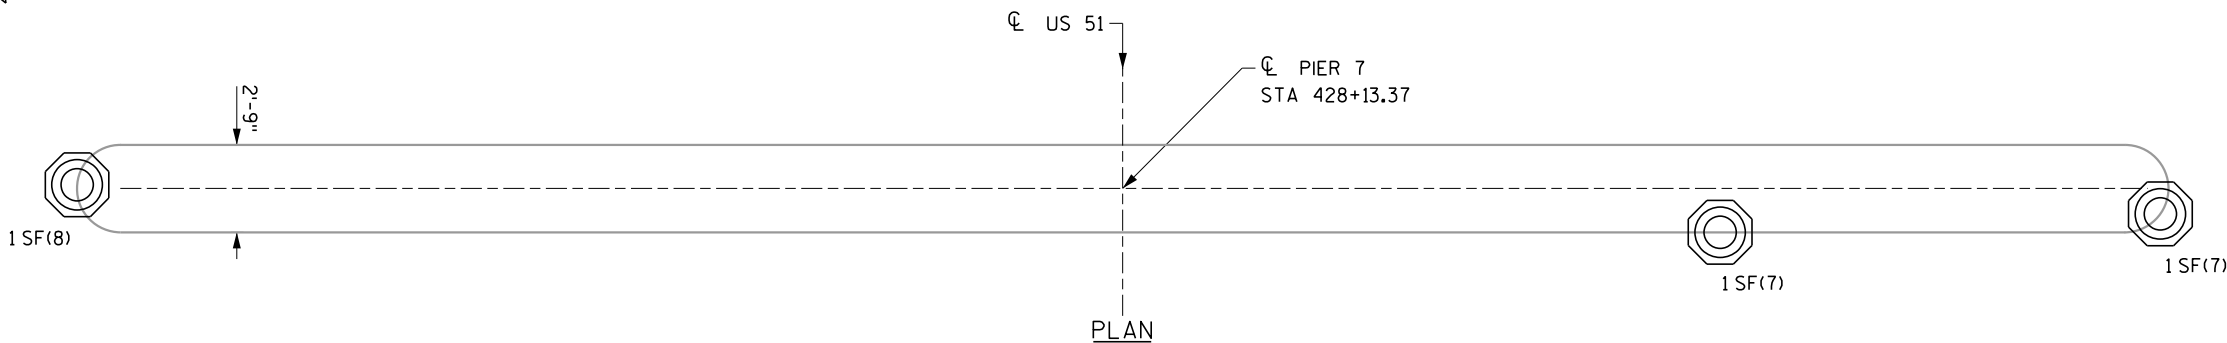 ℄ US 51
℄ PIER 7
STA 428+13.37
2'-9"
1 SF(8)
1 SF(7)
1 SF(7)
PLAN